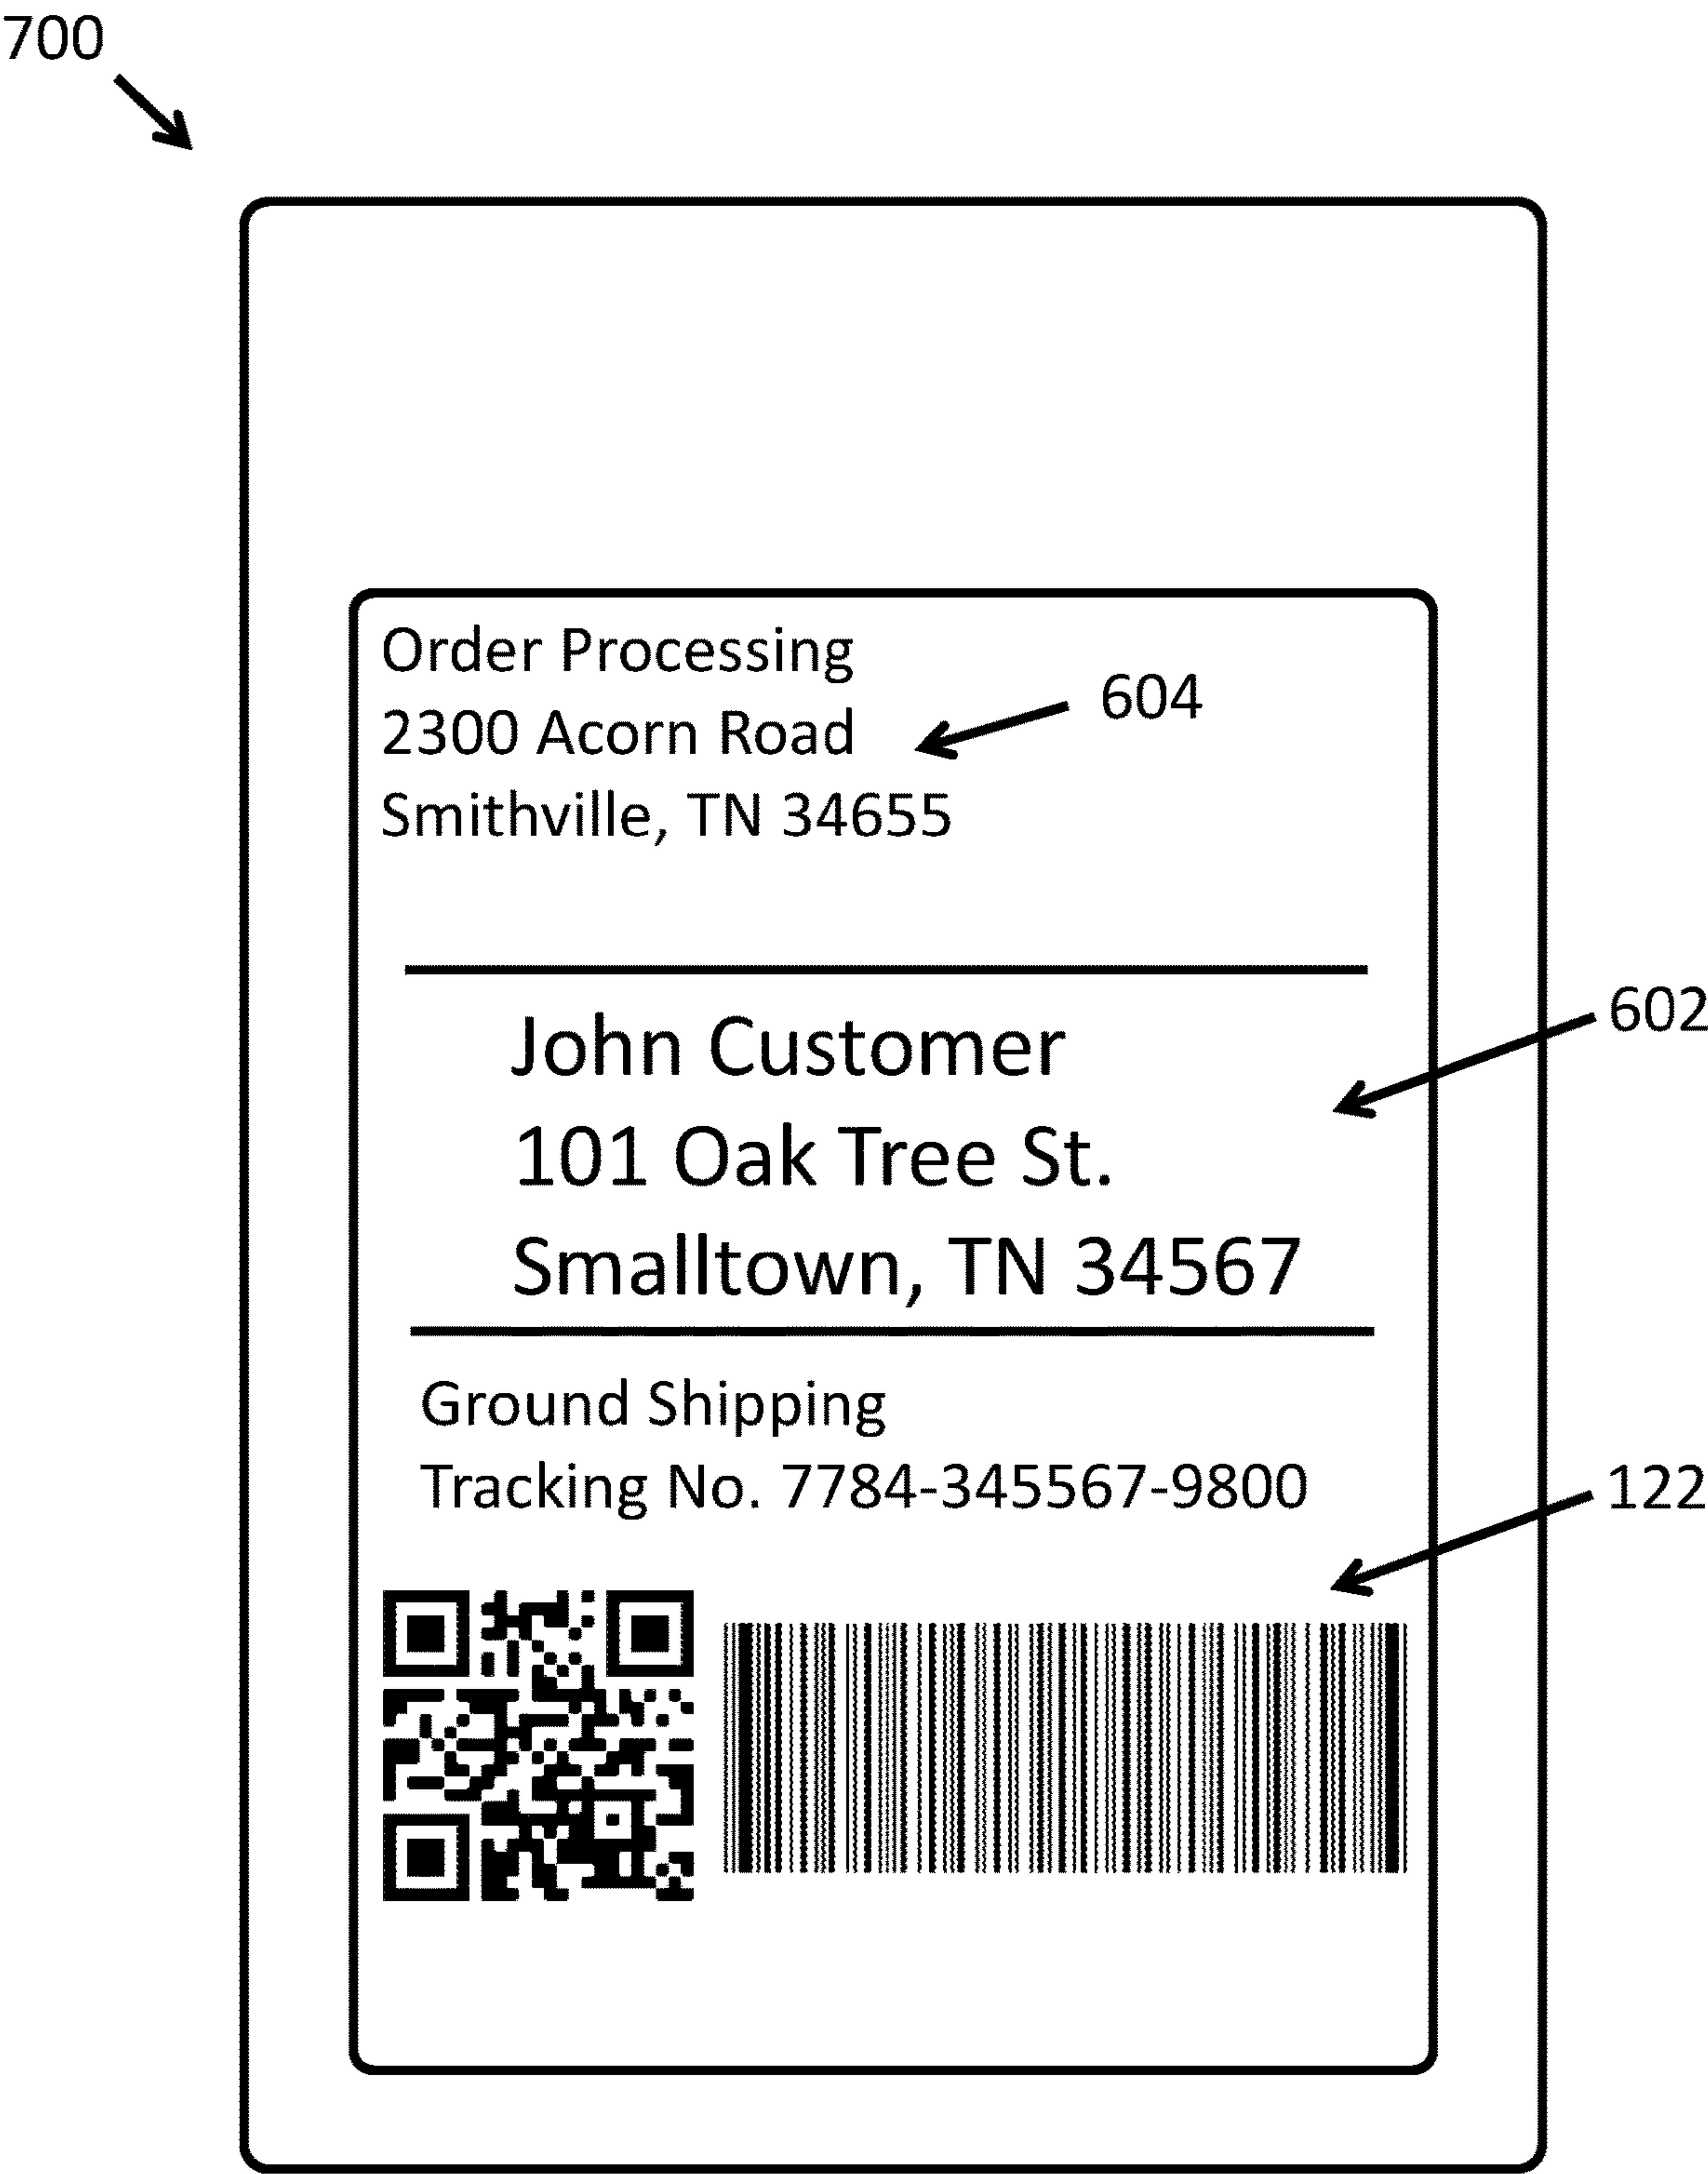 700
Order Processing
2300 Acorn Road
604
Smithville, TN 34655
602
John Customer
101 Oak Tree St.
Smalltown, TN 34567
Ground Shipping
Tracking No. 7784-345567-9800
122